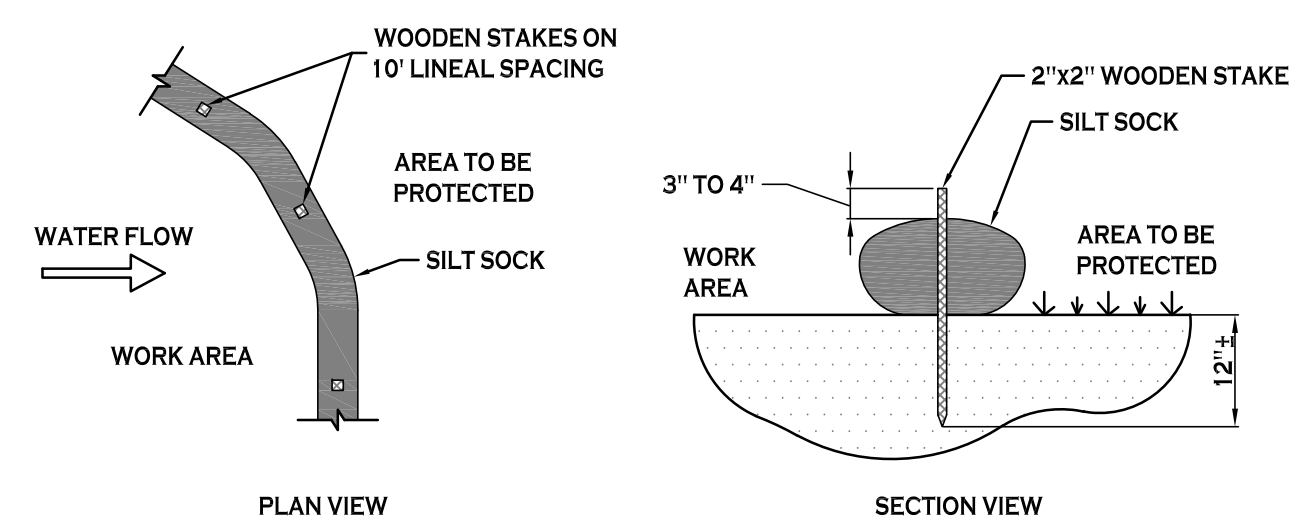 WOODEN STAKES ON
10' LINEAL SPACING
AREA TO BE
PROTECTED
WATER FLOW
SILT SOCK
WORK AREA
PLAN VIEW
2"x2" WOODEN STAKE
SILT SOCK
3" TO 4"
WORK
AREA
AREA TO BE
PROTECTED
12"±
SECTION VIEW